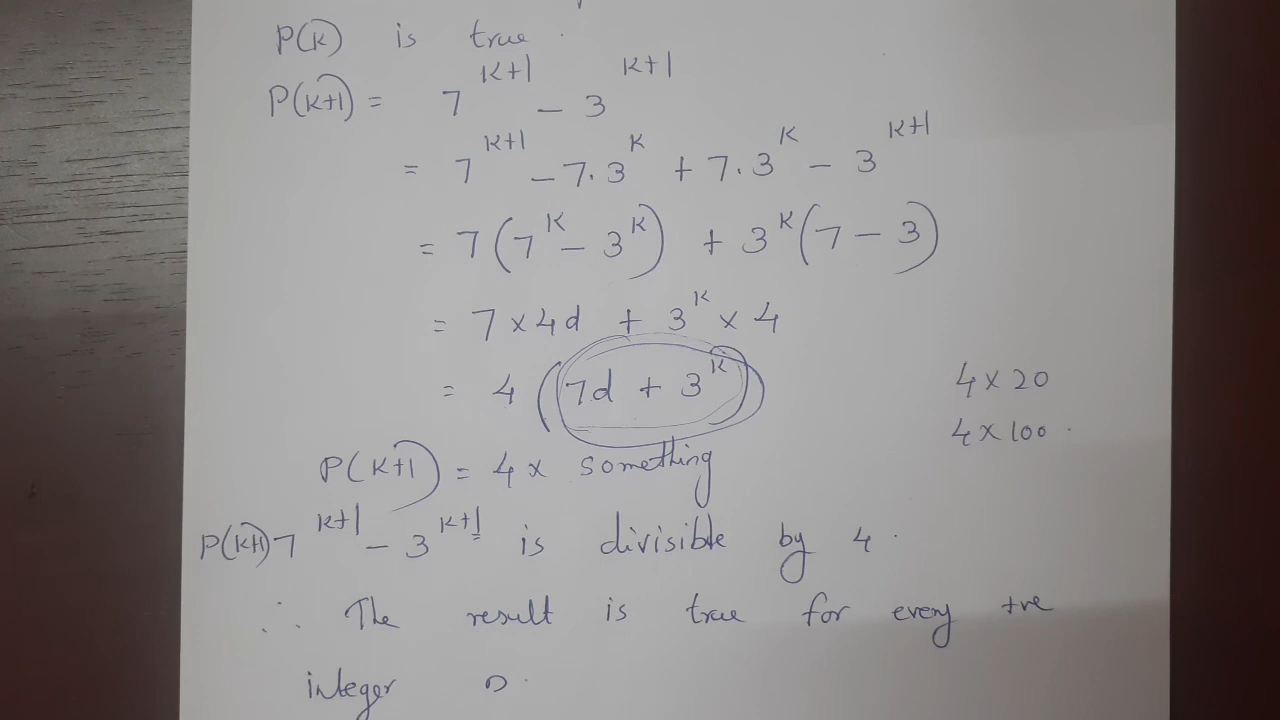 P(k) is true.
P(k+1) = 7^{k+1} - 3^{k+1}
= 7^{k+1} - 7.3^k + 7.3^k - 3^{k+1}
= 7(7^k - 3^k) + 3^k(7 - 3)
= 7 × 4d + 3^k × 4
= 4 (7d + 3^k)
4 × 20
4 × 100.
P(k+1) = 4 × something
P(k+1) 7^{k+1} - 3^{k+1} is divisible by 4.
∴ The result is true for every +ve
integer n.